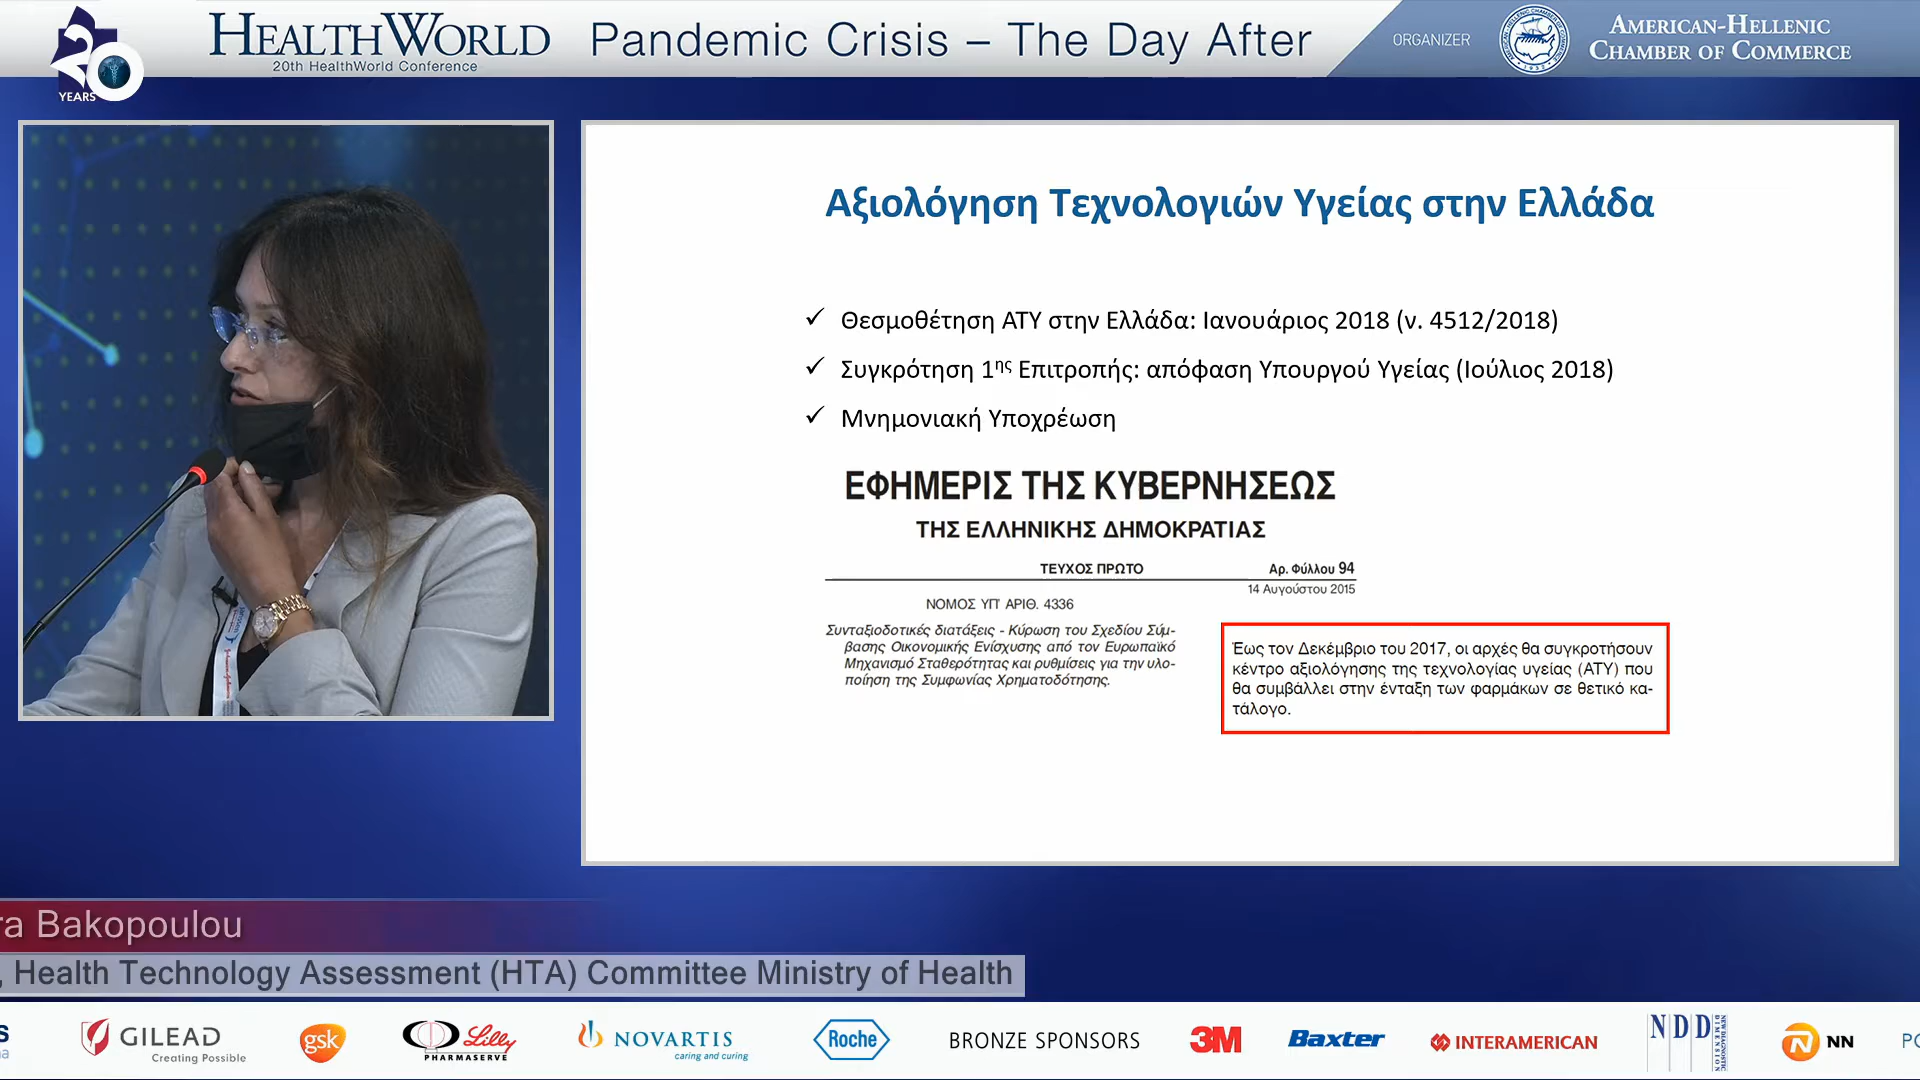 20
YEARS
HEALTHWORLD
20th HealthWorld Conference
Pandemic Crisis – The Day After
ORGANIZER
AMERICAN-HELLENIC
CHAMBER OF COMMERCE
Αξιολόγηση Τεχνολογιών Υγείας στην Ελλάδα
✓ Θεσμοθέτηση ΑΤΥ στην Ελλάδα: Ιανουάριος 2018 (ν. 4512/2018)
✓ Συγκρότηση 1ης Επιτροπής: απόφαση Υπουργού Υγείας (Ιούλιος 2018)
✓ Μνημονιακή Υποχρέωση
ΕΦΗΜΕΡΙΣ ΤΗΣ ΚΥΒΕΡΝΗΣΕΩΣ
ΤΗΣ ΕΛΛΗΝΙΚΗΣ ΔΗΜΟΚΡΑΤΙΑΣ
ΤΕΥΧΟΣ ΠΡΩΤΟ
Αρ. Φύλλου 94
14 Αυγούστου 2015
ΝΟΜΟΣ ΥΠ' ΑΡΙΘ. 4336
Συνταξιοδοτικές διατάξεις - Κύρωση του Σχεδίου Σύμ-
βασης Οικονομικής Ενίσχυσης από τον Ευρωπαϊκό
Μηχανισμό Σταθερότητας και ρυθμίσεις για την υλο-
ποίηση της Συμφωνίας Χρηματοδότησης.
Έως τον Δεκέμβριο του 2017, οι αρχές θα συγκροτήσουν
κέντρο αξιολόγησης της τεχνολογίας υγείας (ΑΤΥ) που
θα συμβάλλει στην ένταξη των φαρμάκων σε θετικό κα-
τάλογο.
ra Bakopoulou
, Health Technology Assessment (HTA) Committee Ministry of Health
GILEAD
Creating Possible
gsk
Lilly
PHARMASERVE
NOVARTIS
caring and curing
Roche
BRONZE SPONSORS
3M
Baxter
INTERAMERICAN
NDD
NEW DIAGNOSTIC DIMENSION
NN